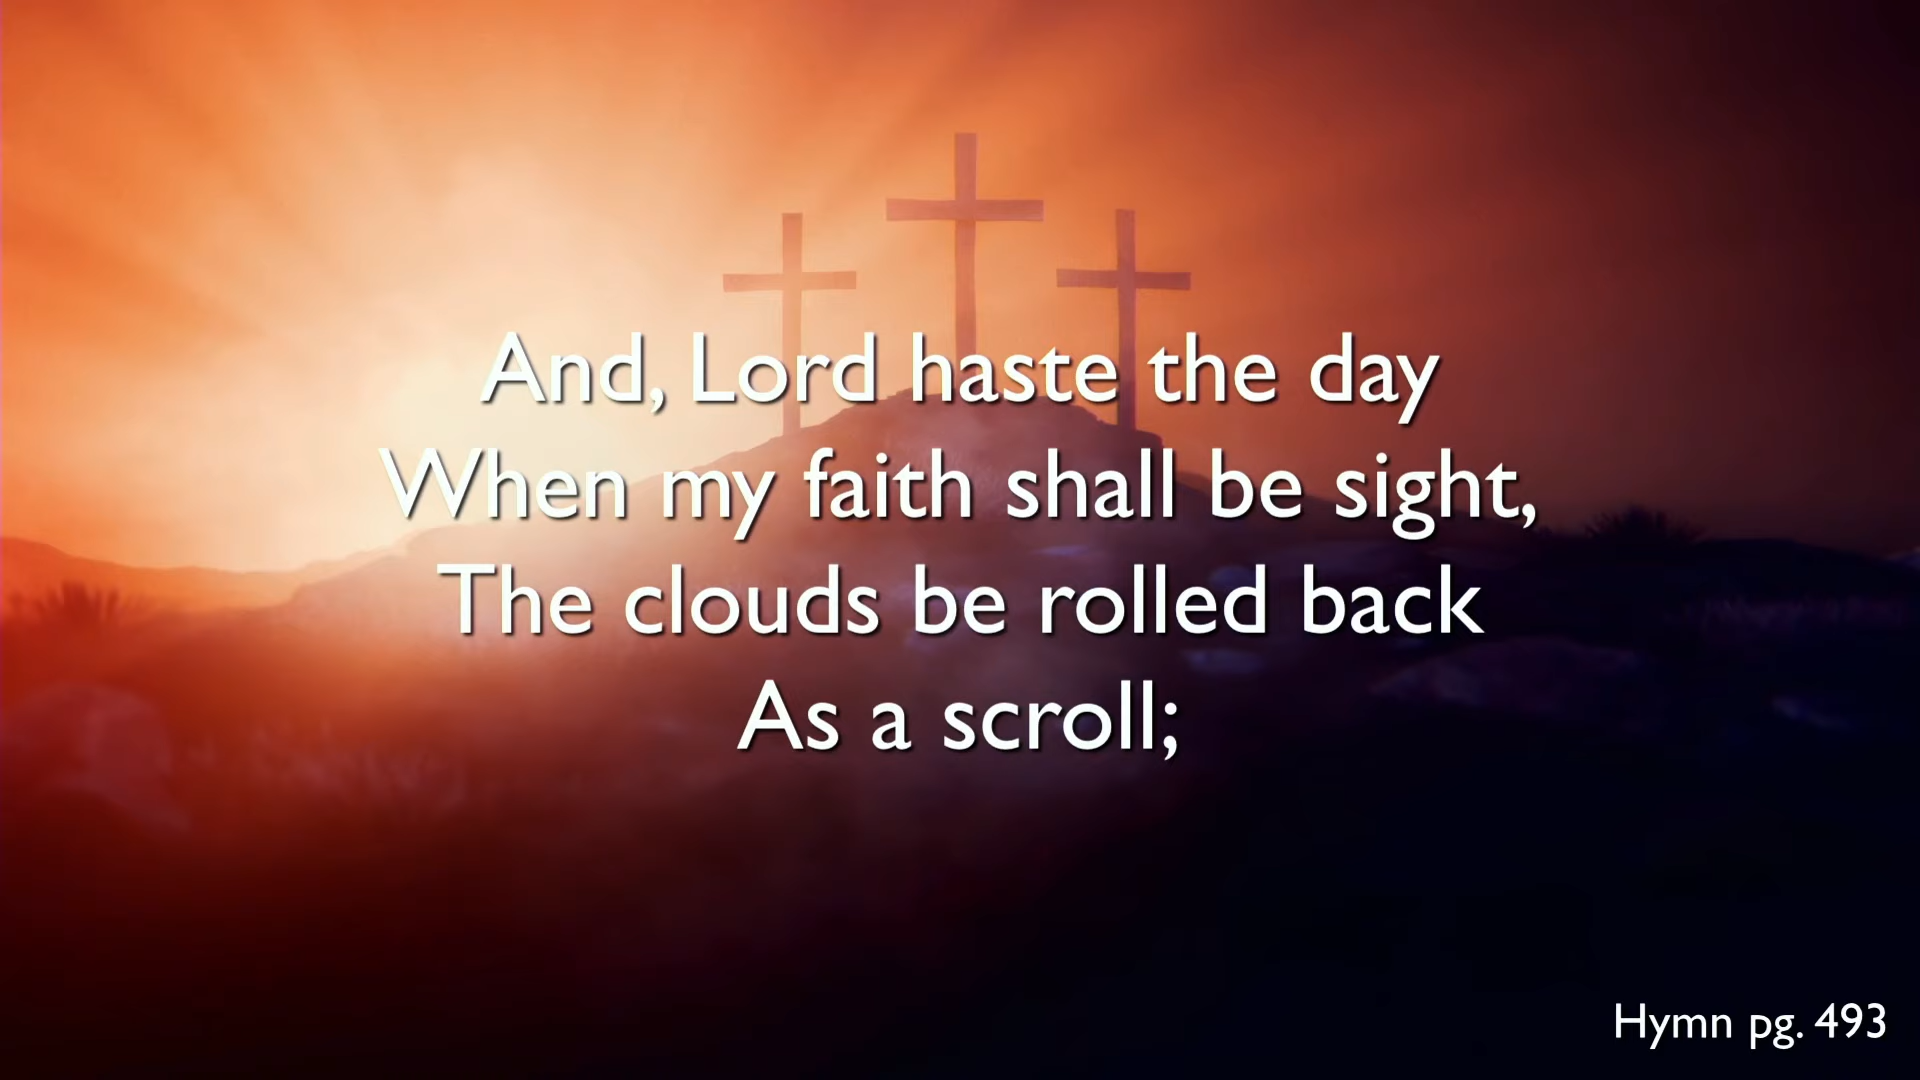 And, Lord haste the day
When my faith shall be sight,
The clouds be rolled back
As a scroll;
Hymn pg. 493